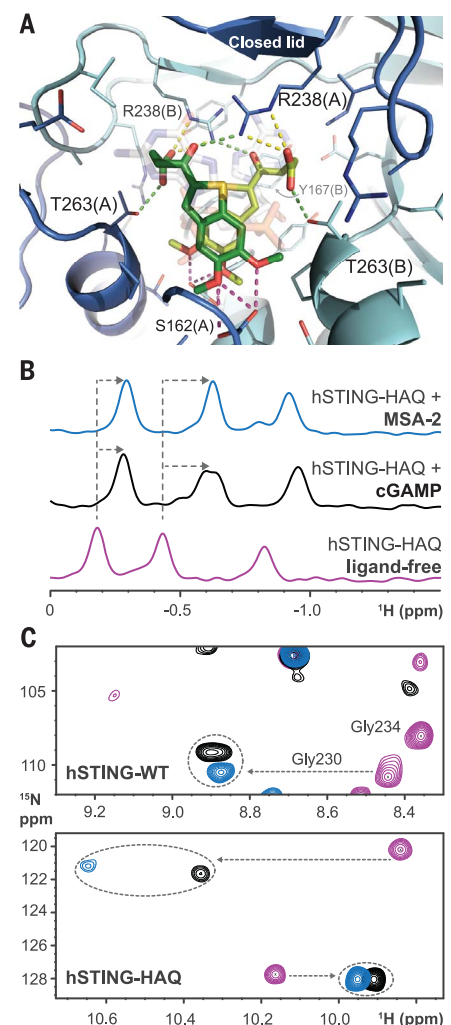 A
Closed lid
R238(B)
R238(A)
Y167(B)
T263(A)
T263(B)
S162(A)
B
hSTING-HAQ +
MSA-2
hSTING-HAQ +
cGAMP
hSTING-HAQ
ligand-free
0 -0.5 -1.0 ¹H (ppm)
C
105
Gly234
Gly230
110
hSTING-WT
¹⁵N
ppm
9.2 9.0 8.8 8.6 8.4
120
122
124
126
128
hSTING-HAQ
10.6 10.4 10.2 10.0 ¹H (ppm)